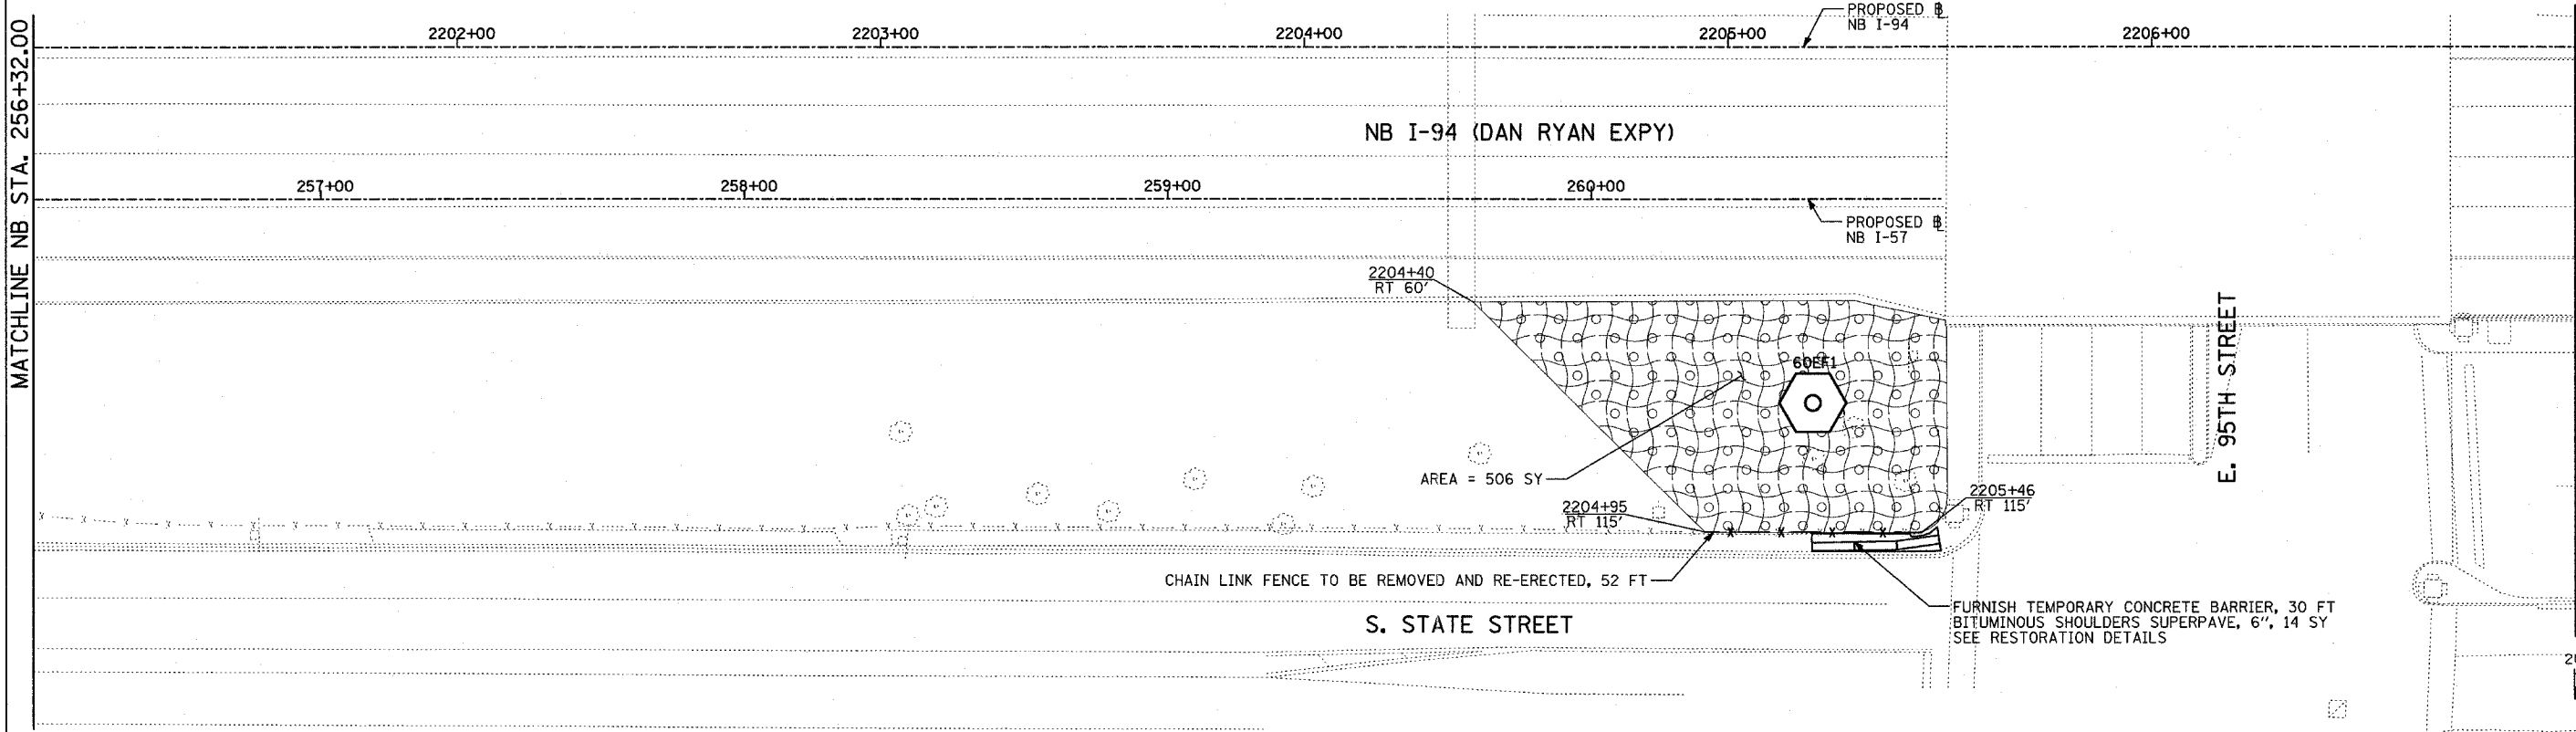 PROPOSED B
NB I-94
2202+00
2203+00
2204+00
2205+00
2206+00
MATCHLINE NB STA. 256+32.00
NB I-94 (DAN RYAN EXPY)
257+00
258+00
259+00
260+00
PROPOSED B
NB I-57
2204+40
RT 60'
60EF1
E. 95TH STREET
AREA = 506 SY
2204+95
RT 115'
2205+46
RT 115'
CHAIN LINK FENCE TO BE REMOVED AND RE-ERECTED, 52 FT
FURNISH TEMPORARY CONCRETE BARRIER, 30 FT
BITUMINOUS SHOULDERS SUPERPAVE, 6", 14 SY
SEE RESTORATION DETAILS
S. STATE STREET